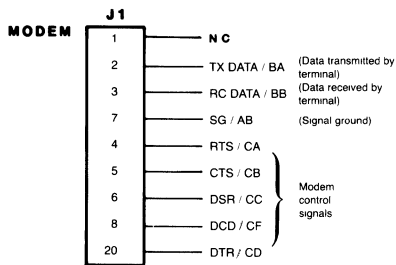 J1
MODEM
1 NC
2 TX DATA / BA (Data transmitted by terminal)
3 RC DATA / BB (Data received by terminal)
7 SG / AB (Signal ground)
4 RTS / CA
5 CTS / CB
6 DSR / CC
8 DCD / CF
20 DTR / CD
Modem
control
signals